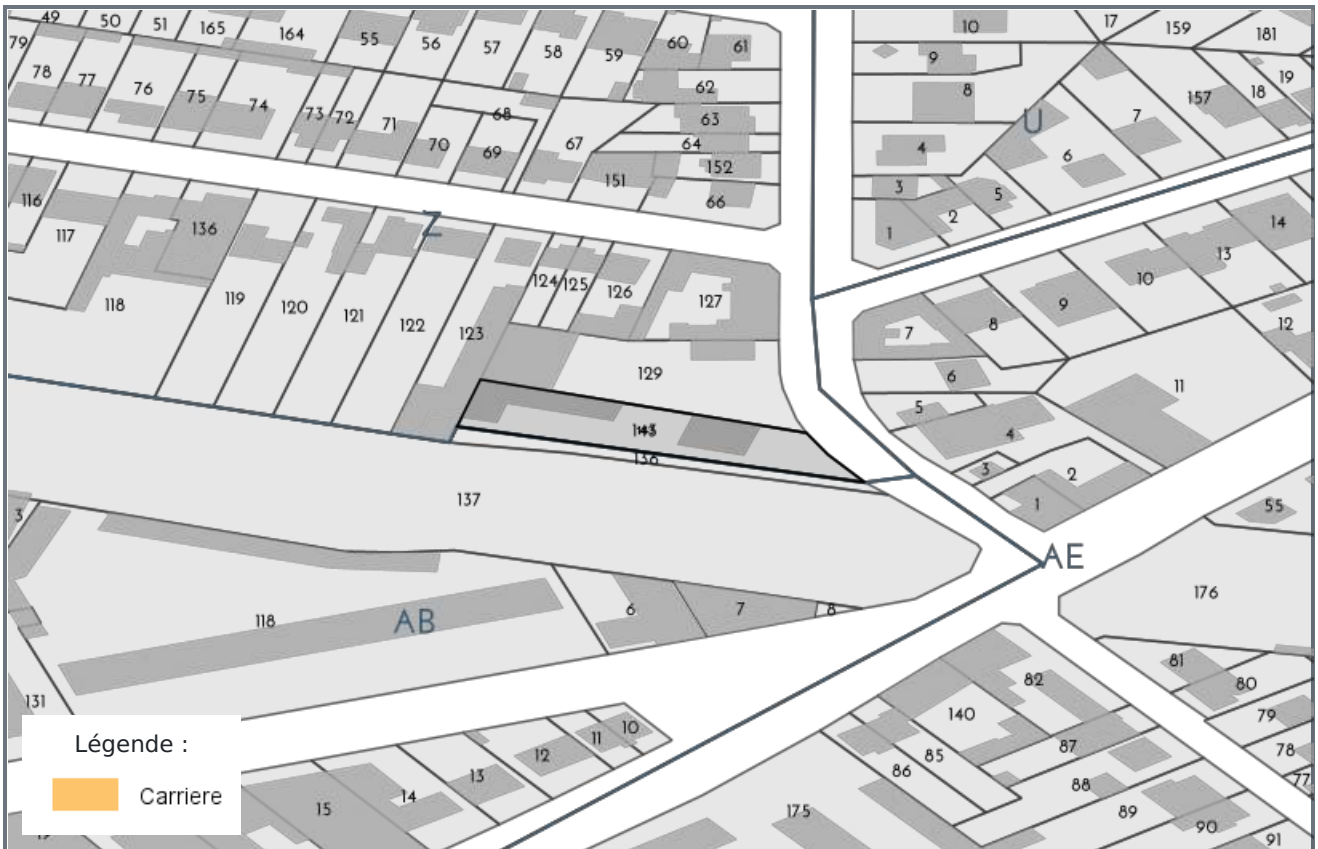 49 50 51 165 164 55 56 57 58 59 60 61 10 17 159 181
79 78 77 76 75 74 73 72 71 70 69 68 67 62 63 64 152 151 66
9 8 4 3 1 2 5 U 6 7 157 18 19
116 117 136 118 119 120 121 122 Z 123 124 125 126 127
129
7 8 9 10 13 14 12
6 5 4 11 3 2 1
136
137
3 118 AB 6 7 8 AE 55 176
131 10 11 12 13 14 15
82 140 81 80 79 78 77
85 86 87 88 89 90 91 175
Légende :
Carriere